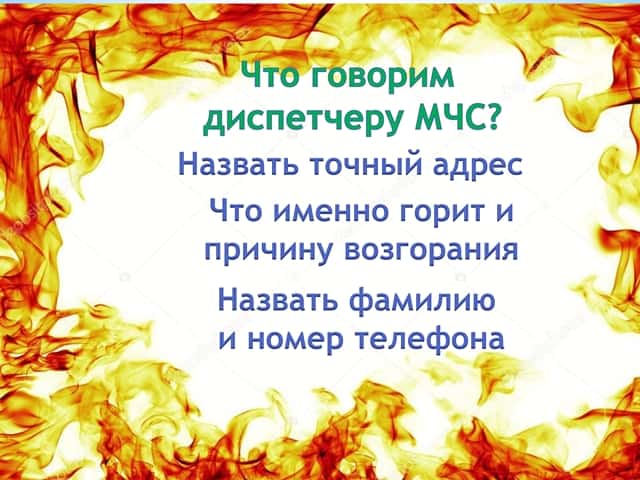 Что говорим
диспетчеру МЧС?
Назвать точный адрес
Что именно горит и
причину возгорания
Назвать фамилию
и номер телефона